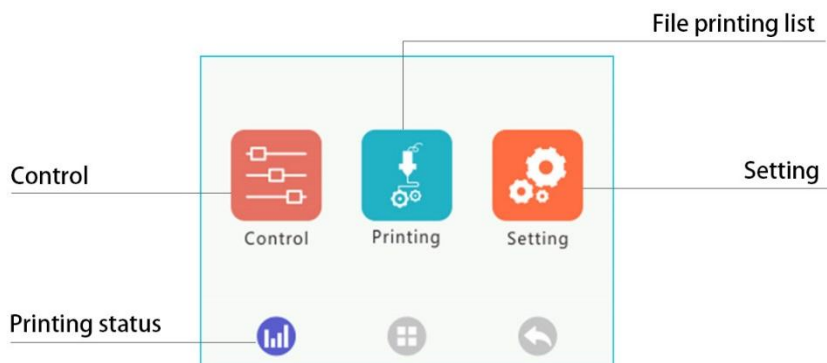 File printing list
Control
Setting
Control Printing Setting
Printing status